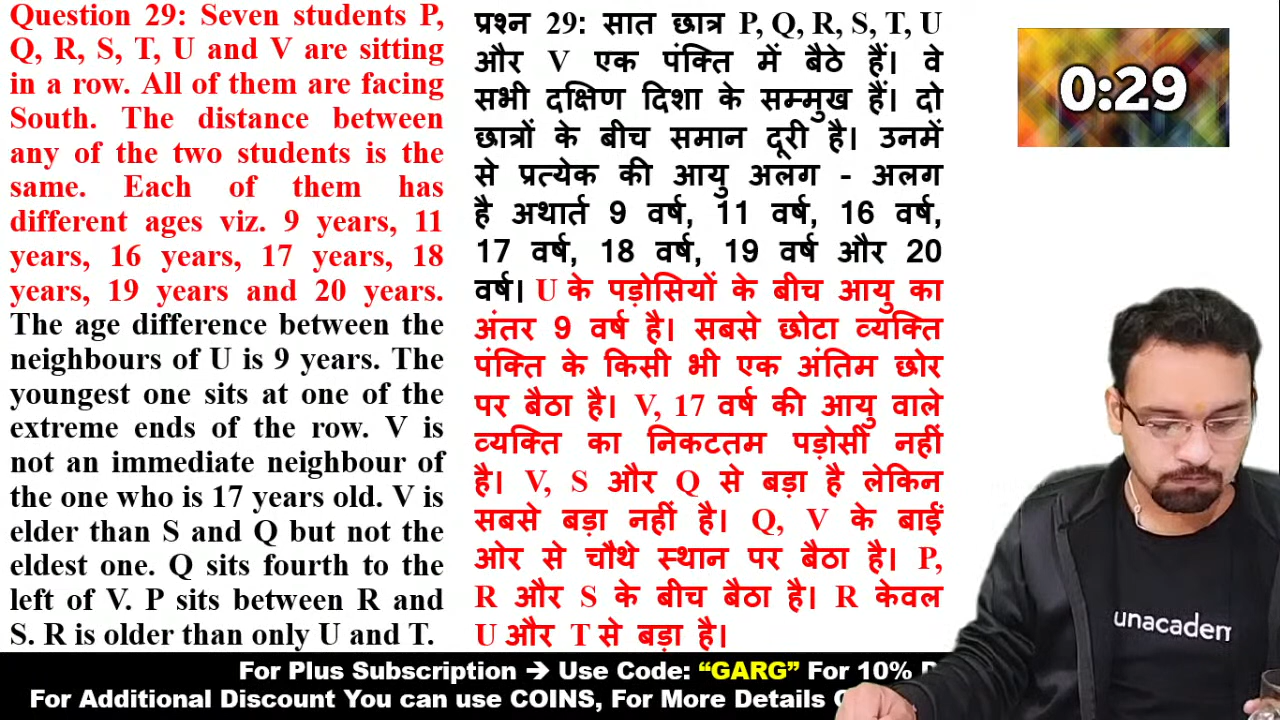 Question 29: Seven students P,
Q, R, S, T, U and V are sitting
in a row. All of them are facing
South. The distance between
any of the two students is the
same. Each of them has
different ages viz. 9 years, 11
years, 16 years, 17 years, 18
years, 19 years and 20 years.
The age difference between the
neighbours of U is 9 years. The
youngest one sits at one of the
extreme ends of the row. V is
not an immediate neighbour of
the one who is 17 years old. V is
elder than S and Q but not the
eldest one. Q sits fourth to the
left of V. P sits between R and
S. R is older than only U and T.
प्रश्न 29: सात छात्र P, Q, R, S, T, U
और V एक पंक्ति में बैठे हैं। वे
सभी दक्षिण दिशा के सम्मुख हैं। दो
छात्रों के बीच समान दूरी है। उनमें
से प्रत्येक की आयु अलग - अलग
है अथार्त 9 वर्ष, 11 वर्ष, 16 वर्ष,
17 वर्ष, 18 वर्ष, 19 वर्ष और 20
वर्ष। U के पड़ोसियों के बीच आयु का
अंतर 9 वर्ष है। सबसे छोटा व्यक्ति
पंक्ति के किसी भी एक अंतिम छोर
पर बैठा है। V, 17 वर्ष की आयु वाले
व्यक्ति का निकटतम पड़ोसी नहीं
है। V, S और Q से बड़ा है लेकिन
सबसे बड़ा नहीं है। Q, V के बाईं
ओर से चौथे स्थान पर बैठा है। P,
R और S के बीच बैठा है। R केवल
U और T से बड़ा है।
0:29
unacadem
For Plus Subscription → Use Code: “GARG” For 10%
For Additional Discount You can use COINS, For More Details